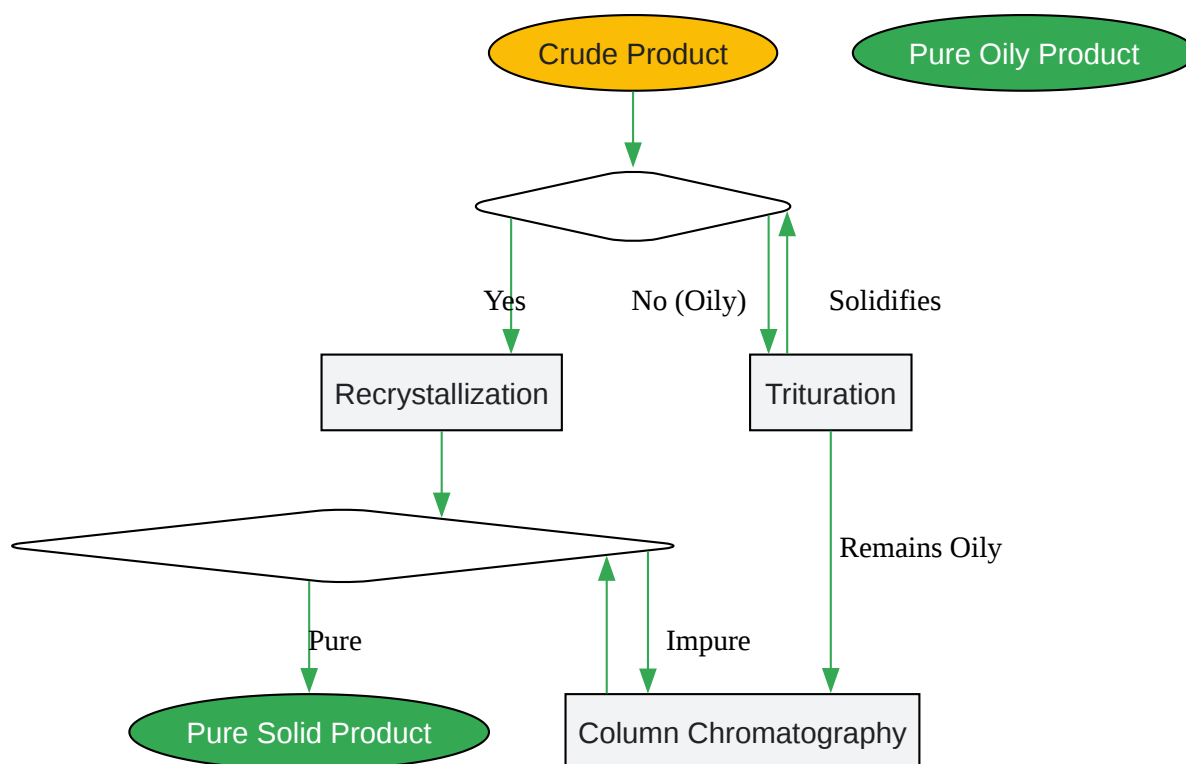 Crude Product
Pure Oily Product
Yes
No (Oily)
Solidifies
Recrystallization
Trituration
Remains Oily
Pure
Impure
Pure Solid Product
Column Chromatography